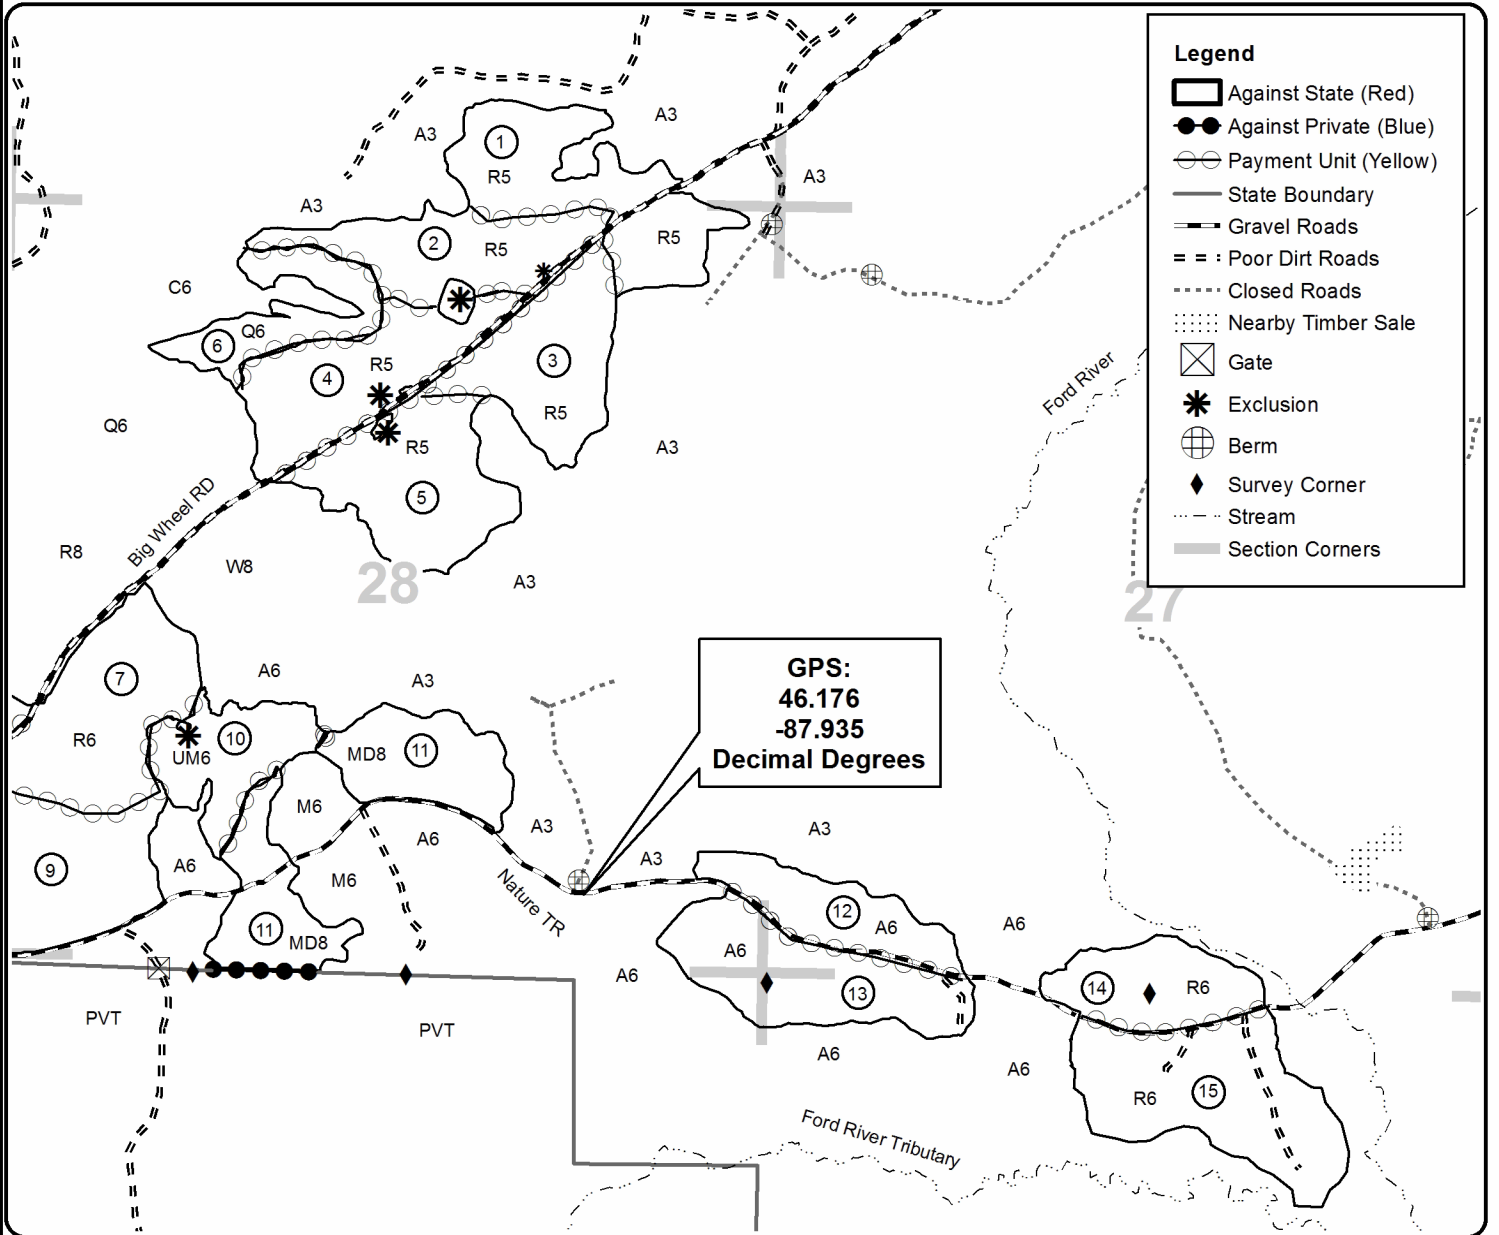 Legend
Against State (Red)
Against Private (Blue)
Payment Unit (Yellow)
State Boundary
Gravel Roads
Poor Dirt Roads
Closed Roads
Nearby Timber Sale
Gate
Exclusion
Berm
Survey Corner
Stream
Section Corners
A3
A3
1
R5
A3
A3
2
R5
R5
C6
6
Q6
4
R5
3
R5
Q6
R5
A3
5
Ford River
Big Wheel RD
R8
W8
28
A3
27
7
A6
A3
R6
10
UM6
MD8
11
M6
GPS:
46.176
-87.935
Decimal Degrees
A3
A6
A3
A3
9
A6
M6
Nature TR
11
MD8
12
A6
A6
A6
A6
13
14
R6
PVT
PVT
A6
A6
R6
15
Ford River Tributary